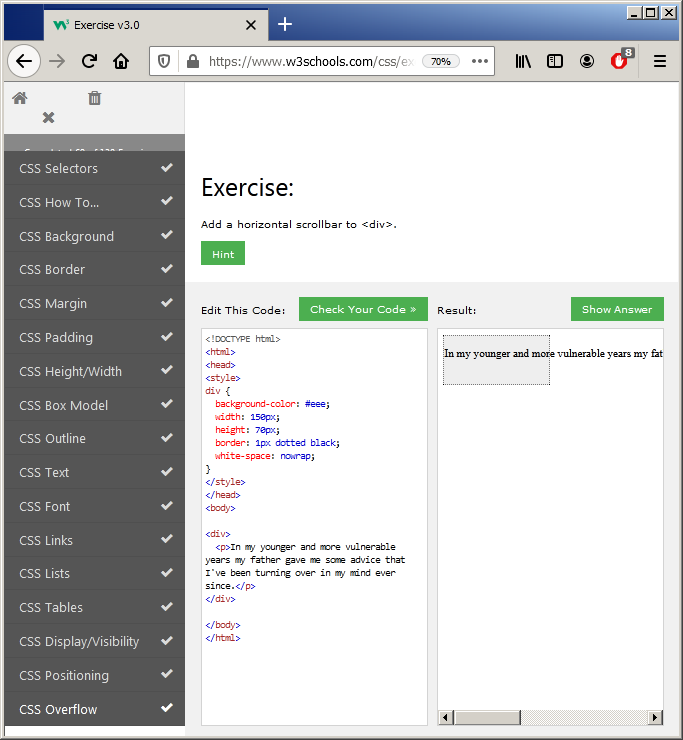 Exercise v3.0
https://www.w3schools.com/css/ex
70%
8
CSS Selectors
CSS How To...
CSS Background
CSS Border
CSS Margin
CSS Padding
CSS Height/Width
CSS Box Model
CSS Outline
CSS Text
CSS Font
CSS Links
CSS Lists
CSS Tables
CSS Display/Visibility
CSS Positioning
CSS Overflow
Exercise:
Add a horizontal scrollbar to <div>.
Hint
Edit This Code:
Check Your Code »
<!DOCTYPE html>
<html>
<head>
<style>
div {
  background-color: #eee;
  width: 150px;
  height: 70px;
  border: 1px dotted black;
  white-space: nowrap;
}
</style>
</head>
<body>
<div>
  <p>In my younger and more vulnerable
years my father gave me some advice that
I've been turning over in my mind ever
since.</p>
</div>
</body>
</html>
Result:
Show Answer
In my younger and more vulnerable years my fat